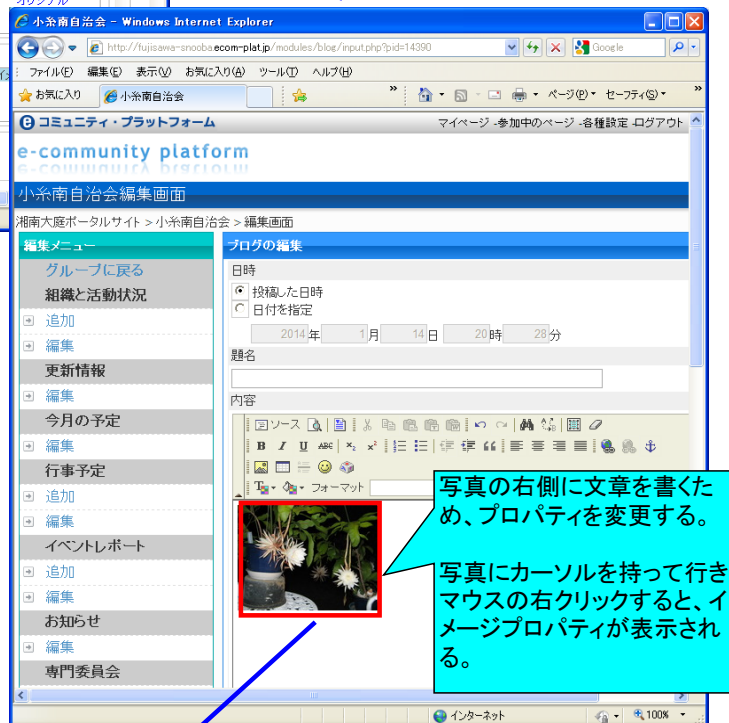 オリジナル
小糸南自治会 - Windows Internet Explorer
http://fujisawa-snooba.ecom-plat.jp/modules/blog/input.php?pid=14390
Google
ファイル(F) 編集(E) 表示(V) お気に入り(A) ツール(T) ヘルプ(H)
お気に入り 小糸南自治会 ページ(P) セーフティ(S)
コミュニティ・プラットフォーム マイページ -参加中のページ -各種設定 -ログアウト
e-community platform
小糸南自治会編集画面
湘南大庭ポータルサイト > 小糸南自治会 > 編集画面
編集メニュー
グループに戻る
組織と活動状況
追加
編集
更新情報
編集
今月の予定
編集
行事予定
追加
編集
イベントレポート
追加
編集
お知らせ
編集
専門委員会
ブログの編集
日時
投稿した日時
日付を指定
2014 年 1 月 14 日 20 時 28 分
題名
内容
ソース
B I U ABC x₂ x²
フォーマット
写真の右側に文章を書くた
め、プロパティを変更する。
写真にカーソルを持って行き
マウスの右クリックすると、イ
メージプロパティが表示され
る。
インターネット 100%